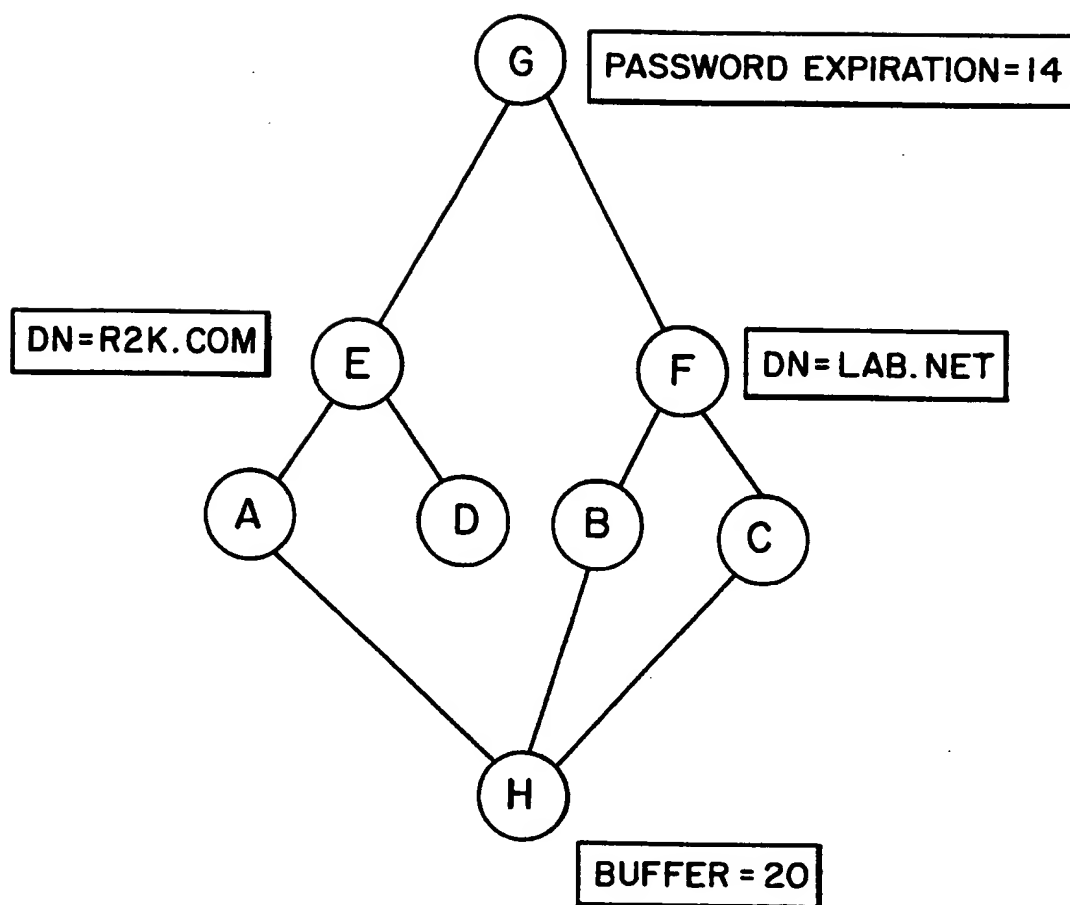 G
PASSWORD EXPIRATION=14
DN=R2K.COM
E
F
DN=LAB.NET
A
D
B
C
H
BUFFER=20